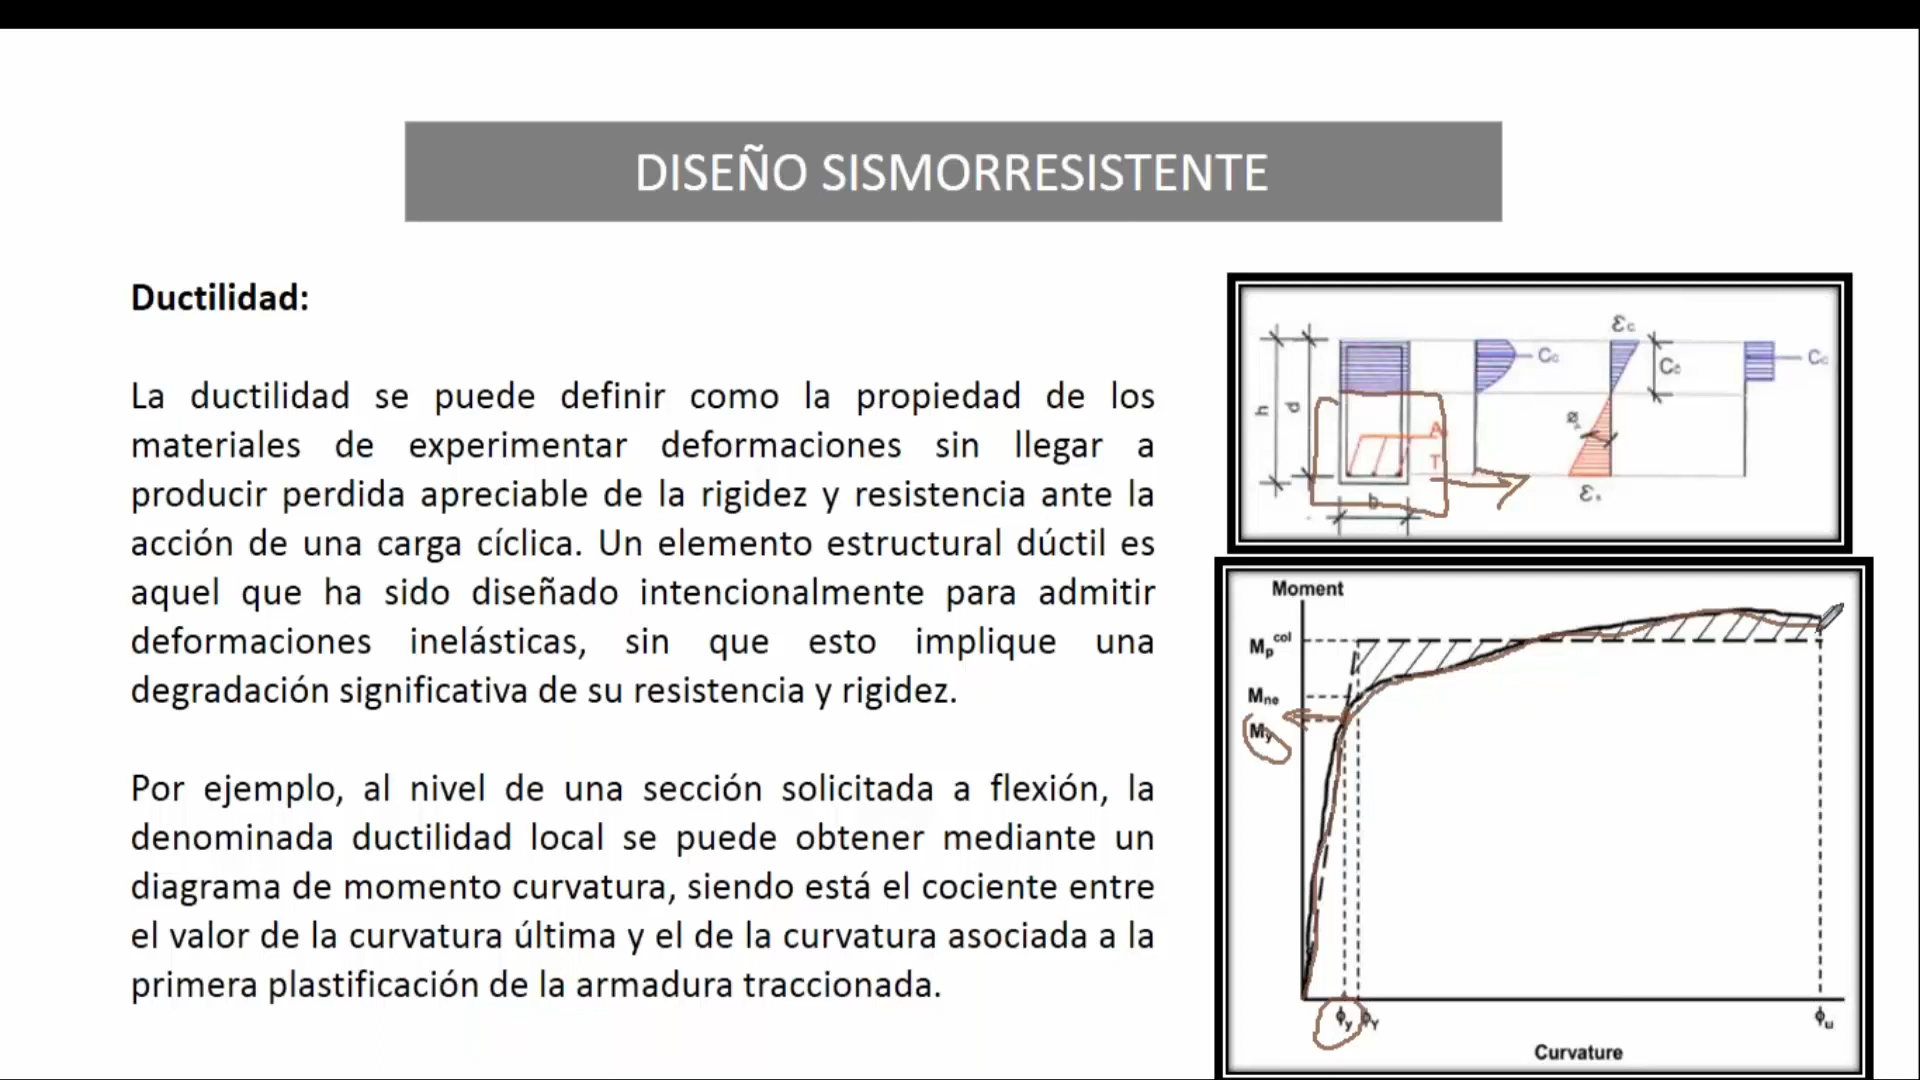 DISEÑO SISMORRESISTENTE
Ductilidad:
La ductilidad se puede definir como la propiedad de los
materiales de experimentar deformaciones sin llegar a
producir perdida apreciable de la rigidez y resistencia ante la
acción de una carga cíclica. Un elemento estructural dúctil es
aquel que ha sido diseñado intencionalmente para admitir
deformaciones inelásticas, sin que esto implique una
degradación significativa de su resistencia y rigidez.
Por ejemplo, al nivel de una sección solicitada a flexión, la
denominada ductilidad local se puede obtener mediante un
diagrama de momento curvatura, siendo está el cociente entre
el valor de la curvatura última y el de la curvatura asociada a la
primera plastificación de la armadura traccionada.
h
d
b
A
T
Cc
εc
Cc
Cc
Moment
Mp col
Mne
My
ϕy ϕY
ϕu
Curvature